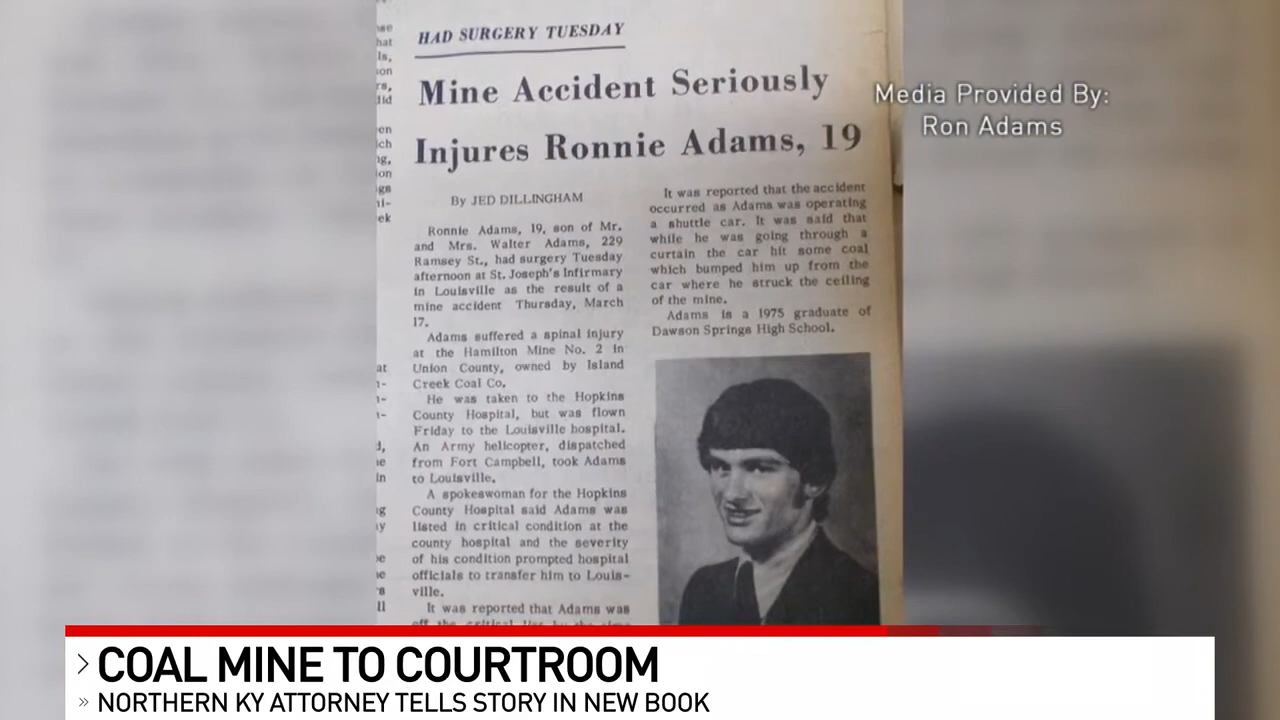 HAD SURGERY TUESDAY
Mine Accident Seriously
Injures Ronnie Adams, 19
By JED DILLINGHAM
Ronnie Adams, 19, son of Mr.
and Mrs. Walter Adams, 229
Ramsey St., had surgery Tuesday
afternoon at St. Joseph's Infirmary
in Louisville as the result of a
mine accident Thursday, March
17.
Adams suffered a spinal injury
at the Hamilton Mine No. 2 in
Union County, owned by Island
Creek Coal Co.
He was taken to the Hopkins
County Hospital, but was flown
Friday to the Louisville hospital.
An Army helicopter, dispatched
from Fort Campbell, took Adams
to Louisville.
A spokeswoman for the Hopkins
County Hospital said Adams was
listed in critical condition at the
county hospital and the severity
of his condition prompted hospital
officials to transfer him to Louis-
ville.
It was reported that Adams was
off the critical list by the time
It was reported that the accident
occurred as Adams was operating
a shuttle car. It was said that
while he was going through a
curtain the car hit some coal
which bumped him up from the
car where he struck the ceiling
of the mine.
Adams is a 1975 graduate of
Dawson Springs High School.
Media Provided By:
Ron Adams
COAL MINE TO COURTROOM
NORTHERN KY ATTORNEY TELLS STORY IN NEW BOOK